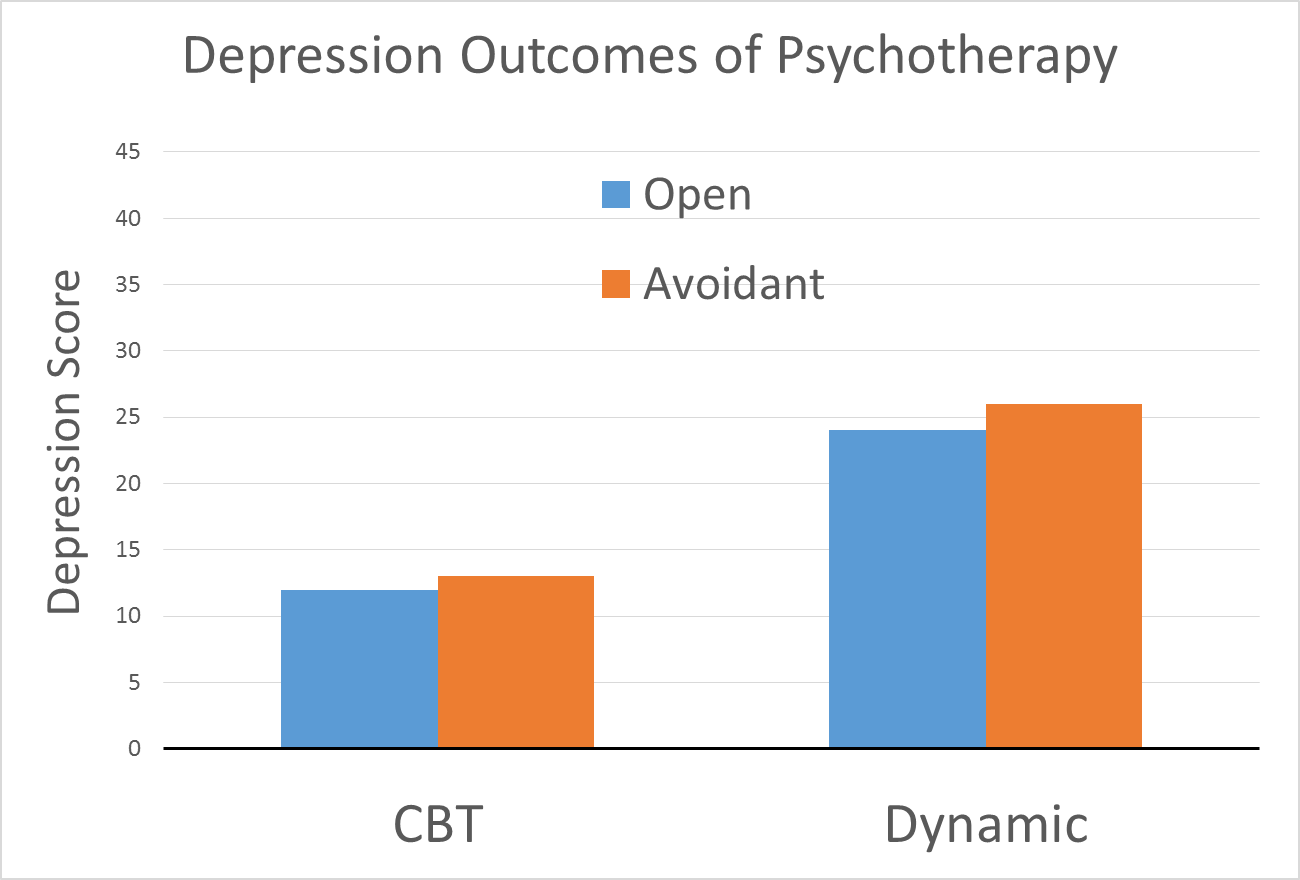 Depression Outcomes of Psychotherapy
Depression Score
45
40
35
30
25
20
15
10
5
0
Open
Avoidant
CBT
Dynamic